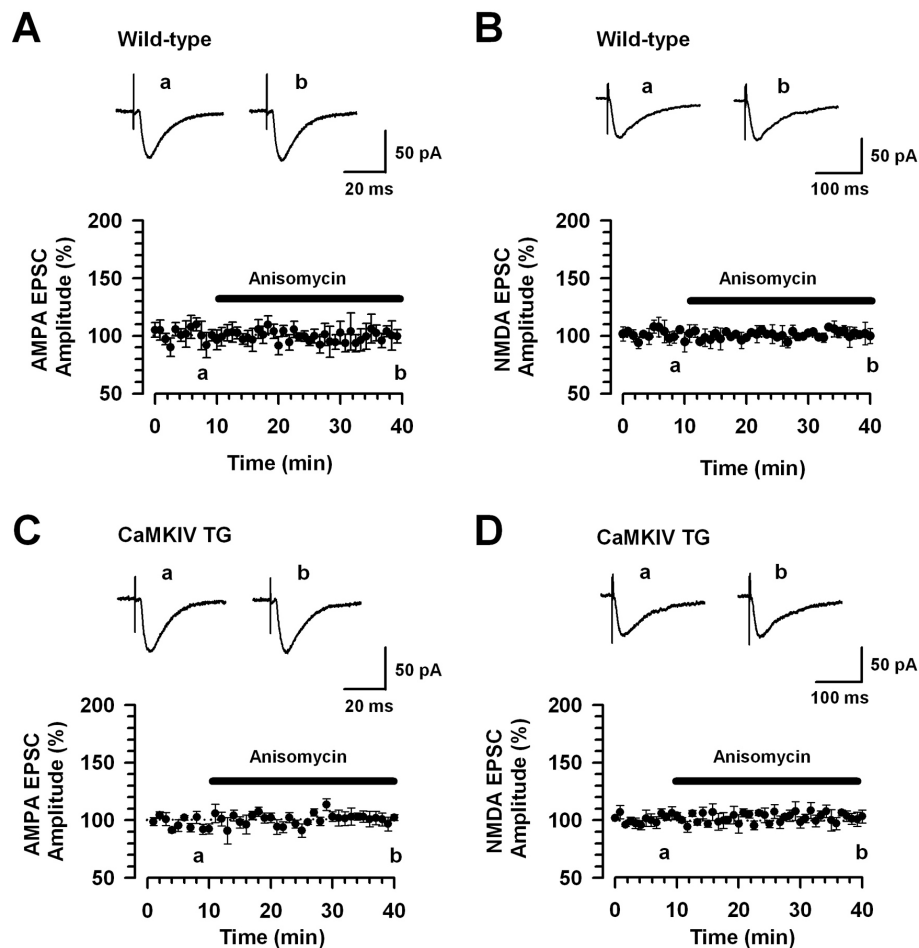 A
Wild-type
a
b
50 pA
20 ms
200
150
100
50
AMPA EPSC
Amplitude (%)
Anisomycin
a
b
0 10 20 30 40
Time (min)
B
Wild-type
a
b
50 pA
100 ms
200
150
100
50
NMDA EPSC
Amplitude (%)
Anisomycin
a
b
0 10 20 30 40
Time (min)
C
CaMKIV TG
a
b
50 pA
20 ms
200
150
100
50
AMPA EPSC
Amplitude (%)
Anisomycin
a
b
0 10 20 30 40
Time (min)
D
CaMKIV TG
a
b
50 pA
100 ms
200
150
100
50
NMDA EPSC
Amplitude (%)
Anisomycin
a
b
0 10 20 30 40
Time (min)